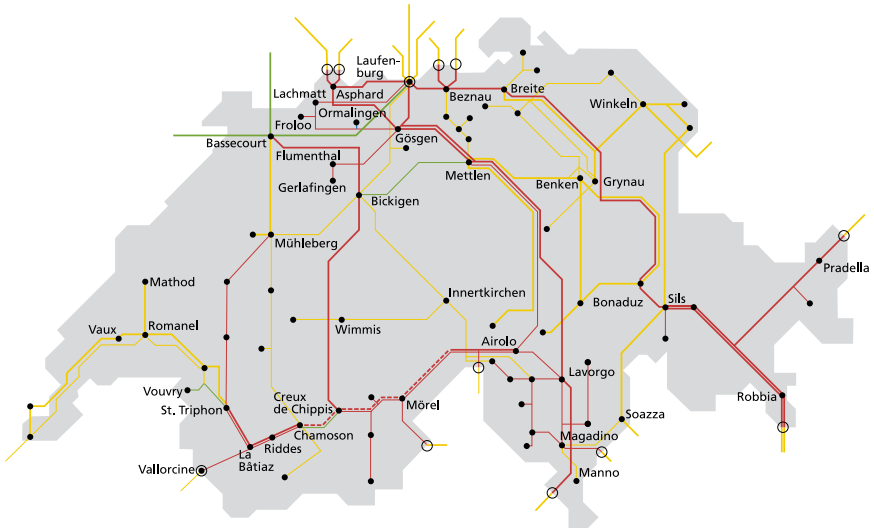 Laufen-
burg
Lachmatt
Asphard
Ormalingen
Beznau
Breite
Winkeln
Froloo
Bassecourt
Flumenthal
Gösgen
Gerlafingen
Mettlen
Benken
Grynau
Bickigen
Mühleberg
Pradella
Mathod
Innertkirchen
Bonaduz
Sils
Vaux
Romanel
Wimmis
Airolo
Vouvry
Creux
de Chippis
Mörel
Lavorgo
Robbia
St. Triphon
Chamoson
Soazza
Riddes
La
Bâtiaz
Magadino
Vallorcine
Manno